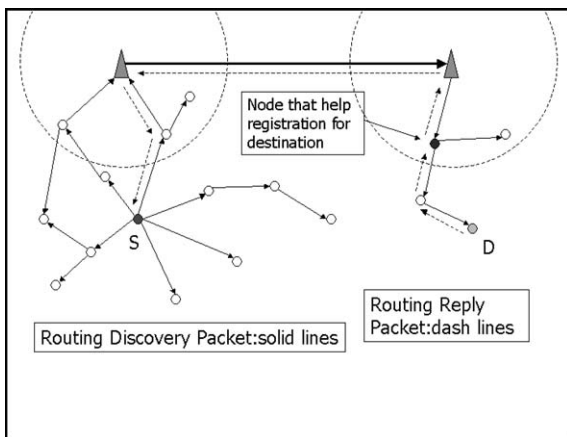 Node that help
registration for
destination
S
D
Routing Discovery Packet:solid lines
Routing Reply
Packet:dash lines